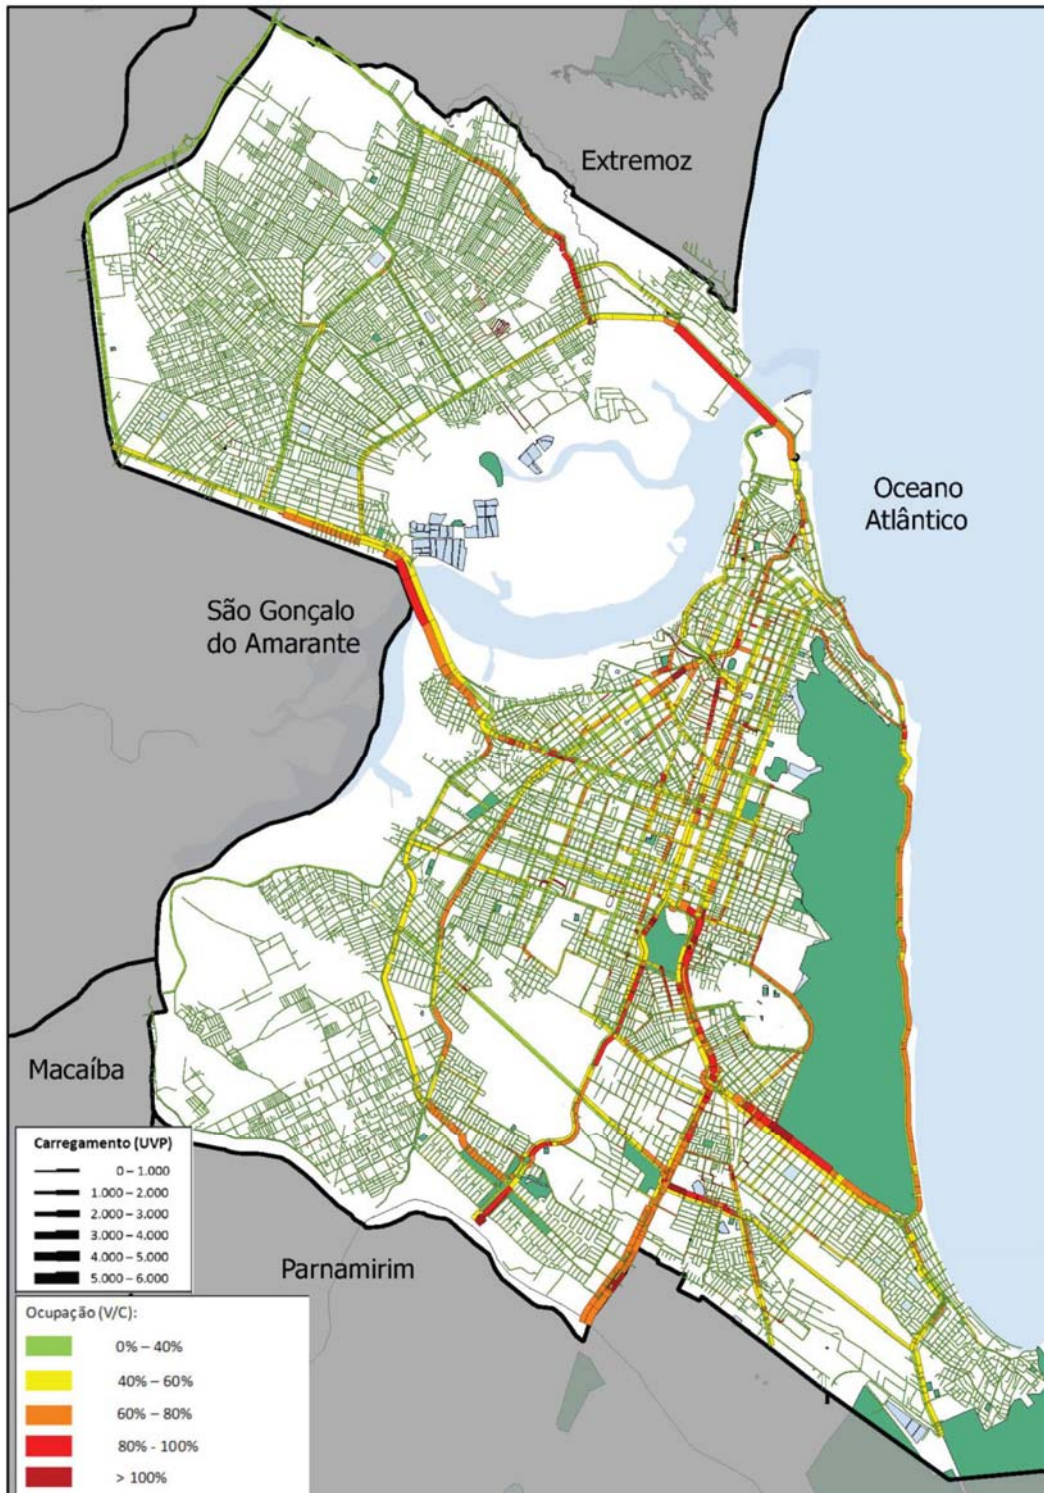 Extremoz
Oceano
Atlântico
São Gonçalo
do Amarante
Macaíba
Parnamirim
Carregamento (UVP)
0 – 1.000
1.000 – 2.000
2.000 – 3.000
3.000 – 4.000
4.000 – 5.000
5.000 – 6.000
Ocupação (V/C):
0% – 40%
40% – 60%
60% – 80%
80% - 100%
> 100%